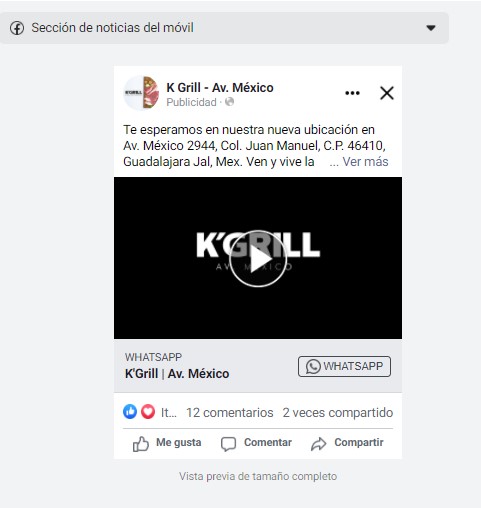 Sección de noticias del móvil
K Grill - Av. México
Publicidad ·
Te esperamos en nuestra nueva ubicación en
Av. México 2944, Col. Juan Manuel, C.P. 46410,
Guadalajara Jal, Mex. Ven y vive la ... Ver más
K'GRILL
AV. MÉXICO
WHATSAPP
K'Grill | Av. México
WHATSAPP
It... 12 comentarios 2 veces compartido
Me gusta Comentar Compartir
Vista previa de tamaño completo